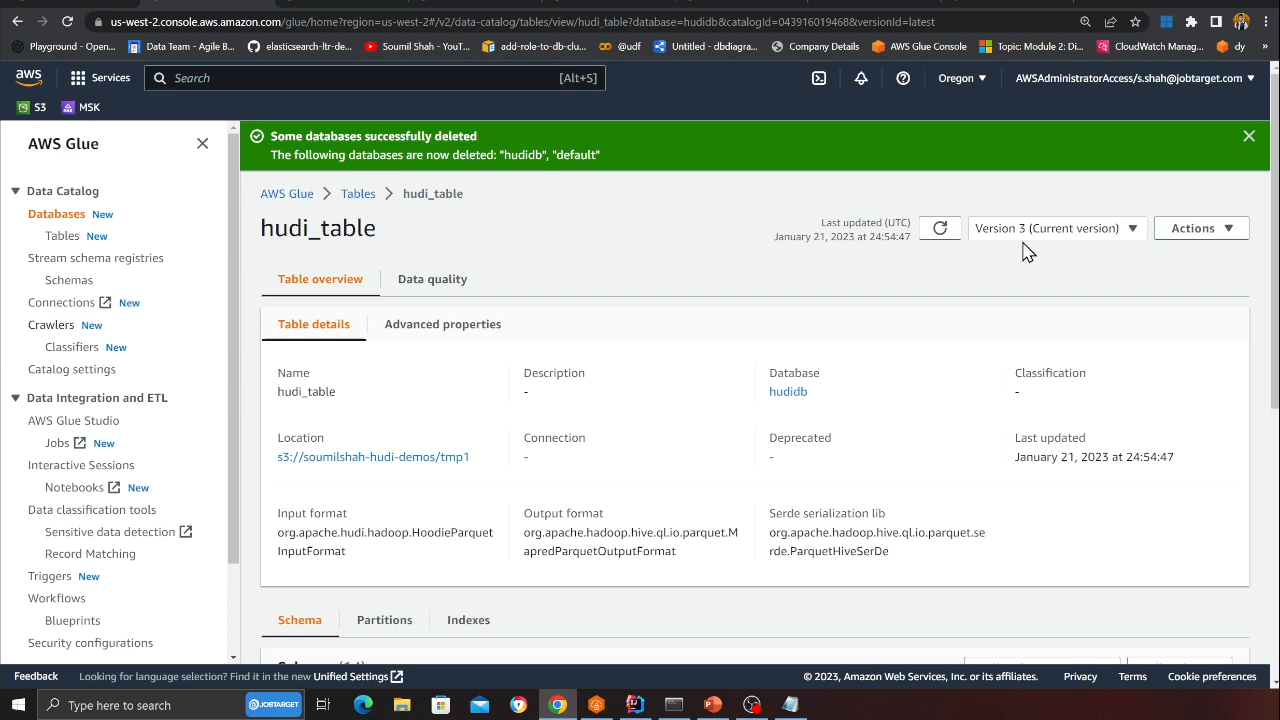 us-west-2.console.aws.amazon.com/glue/home?region=us-west-2#/v2/data-catalog/tables/view/hudi_table?database=hudidb&catalogId=043916019468&versionId=latest
Playground - Open... Data Team - Agile B... elasticsearch-ltr-de... Soumil Shah - YouT... add-role-to-db-clu... @udf Untitled - dbdiagra... Company Details AWS Glue Console Topic: Module 2: Di... CloudWatch Manag... dy »
aws Services Search [Alt+S] Oregon ▼ AWSAdministratorAccess/s.shah@jobtarget.com ▼
S3 MSK
AWS Glue
Data Catalog
Databases New
Tables New
Stream schema registries
Schemas
Connections New
Crawlers New
Classifiers New
Catalog settings
Data Integration and ETL
AWS Glue Studio
Jobs New
Interactive Sessions
Notebooks New
Data classification tools
Sensitive data detection
Record Matching
Triggers New
Workflows
Blueprints
Security configurations
Some databases successfully deleted
The following databases are now deleted: "hudidb", "default"
AWS Glue > Tables > hudi_table
hudi_table
Last updated (UTC)
January 21, 2023 at 24:54:47
Version 3 (Current version)
Actions
Table overview Data quality
Table details Advanced properties
Name Description Database Classification
hudi_table - hudidb -
Location Connection Deprecated Last updated
s3://soumilshah-hudi-demos/tmp1 - - January 21, 2023 at 24:54:47
Input format Output format Serde serialization lib
org.apache.hudi.hadoop.HoodieParquet org.apache.hadoop.hive.ql.io.parquet.M org.apache.hadoop.hive.ql.io.parquet.se
InputFormat apredParquetOutputFormat rde.ParquetHiveSerDe
Schema Partitions Indexes
Feedback Looking for language selection? Find it in the new Unified Settings © 2023, Amazon Web Services, Inc. or its affiliates. Privacy Terms Cookie preferences
Type here to search JOBTARGET